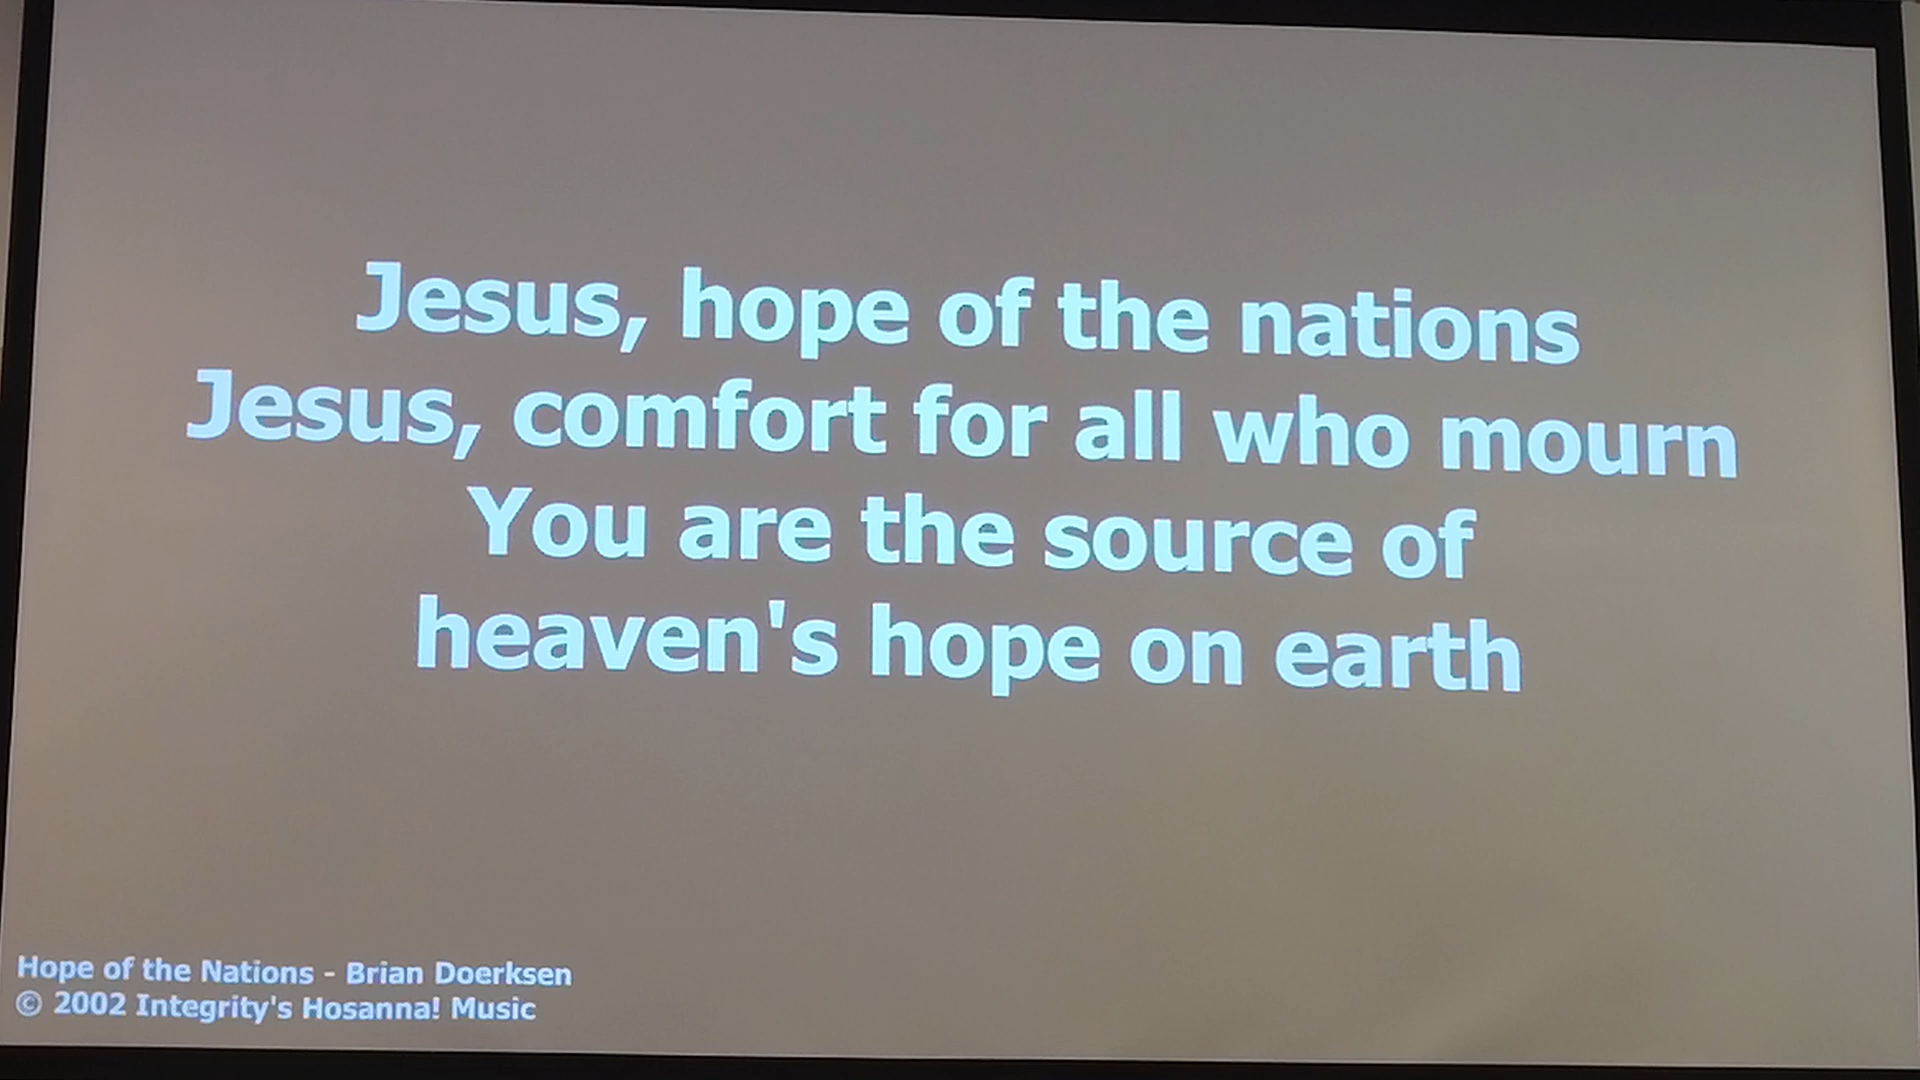 Jesus, hope of the nations
Jesus, comfort for all who mourn
You are the source of
heaven's hope on earth
Hope of the Nations - Brian Doerksen
© 2002 Integrity's Hosanna! Music